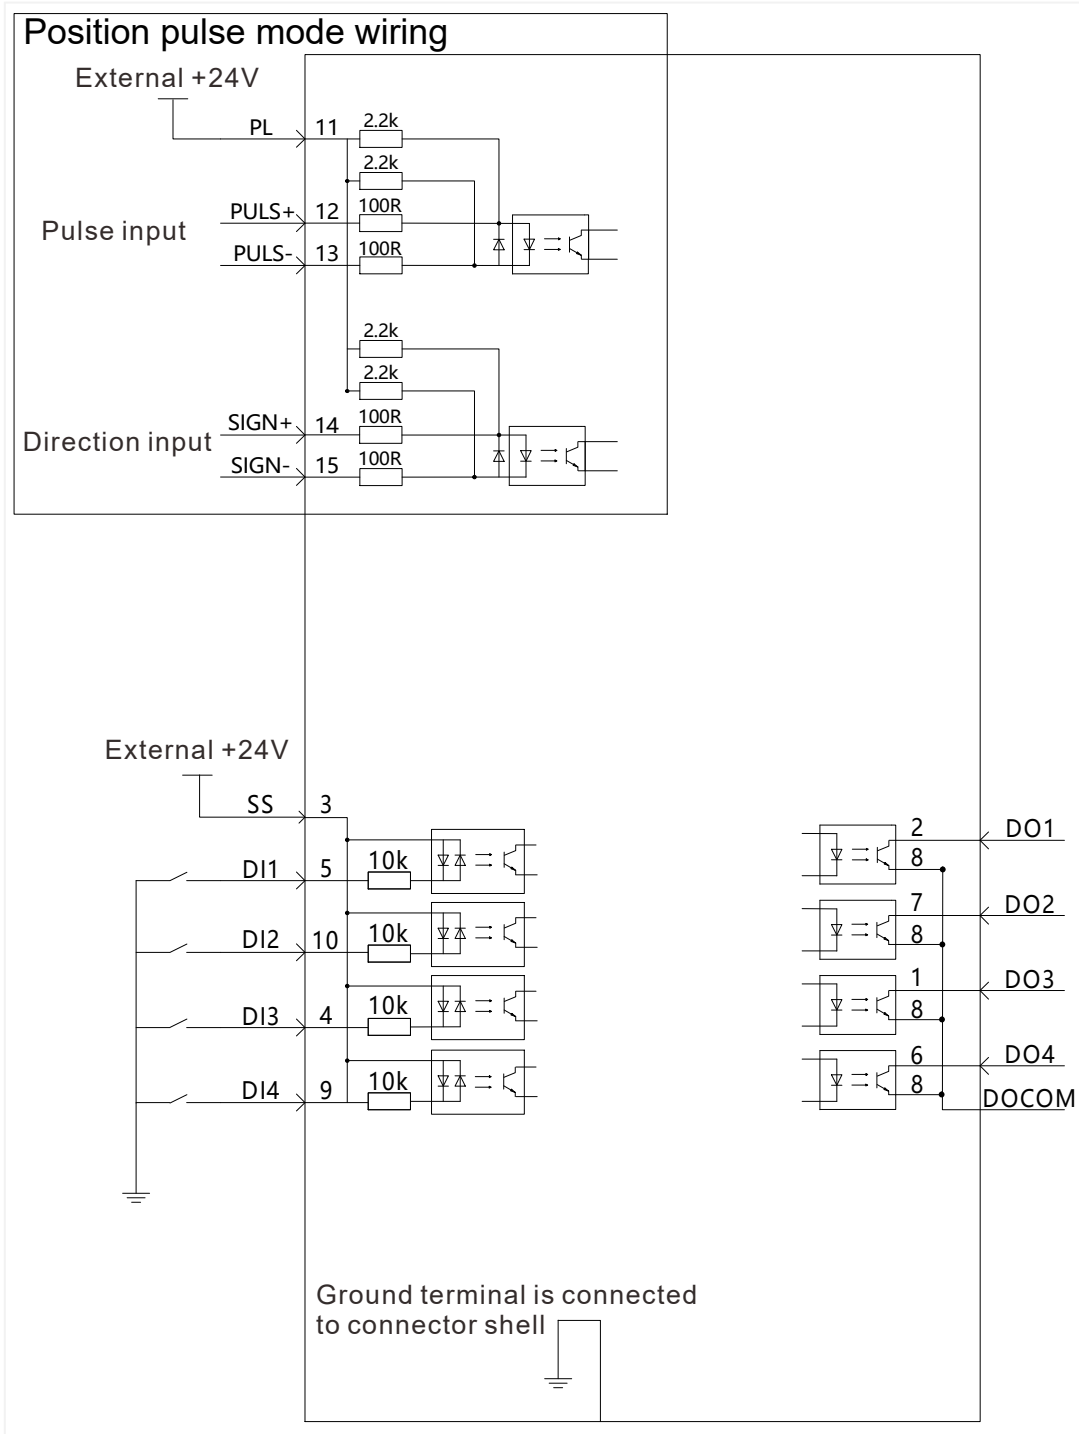 Position pulse mode wiring
External +24V
PL 11 2.2k
2.2k
PULS+ 12 100R
Pulse input
PULS- 13 100R
2.2k
2.2k
SIGN+ 14 100R
Direction input
SIGN- 15 100R
External +24V
SS 3
DI1 5 10k
DI2 10 10k
DI3 4 10k
DI4 9 10k
2 DO1
8
7 DO2
8
1 DO3
8
6 DO4
8
DOCOM
Ground terminal is connected
to connector shell